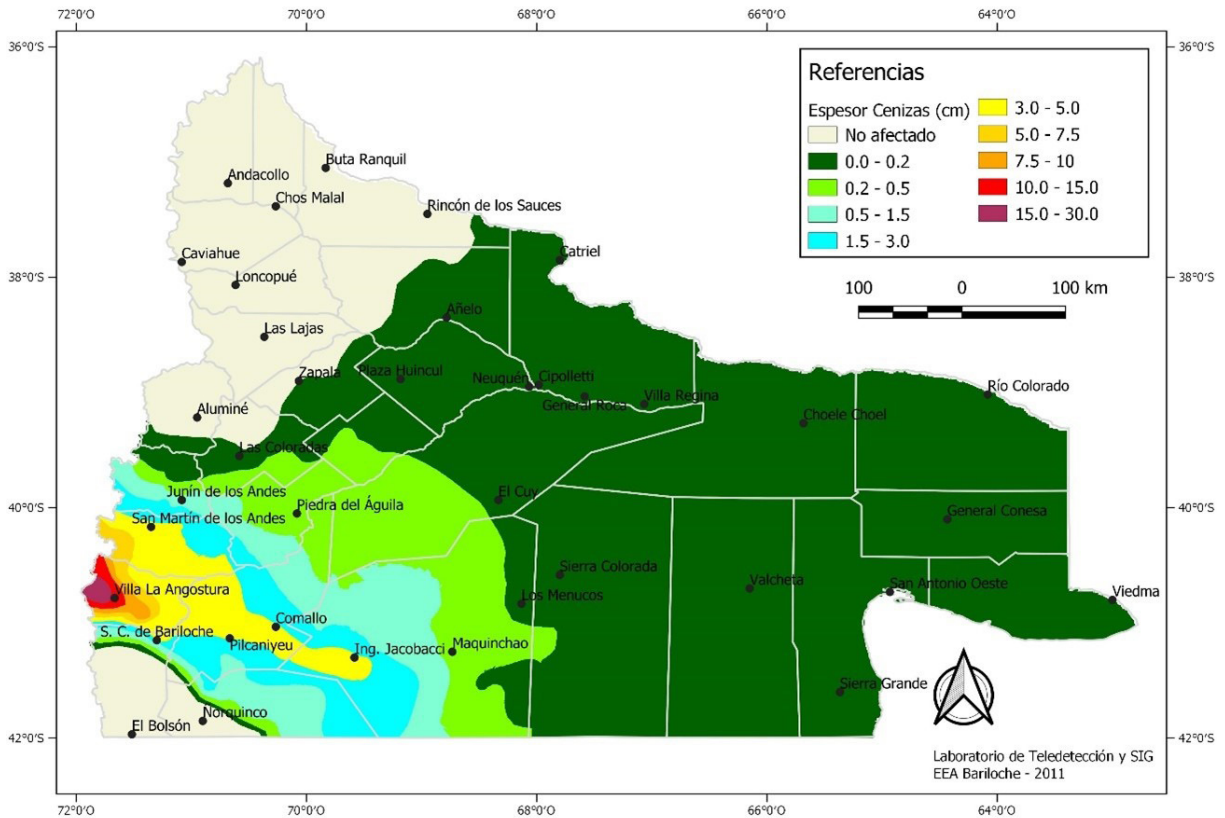 72°0'O 70°0'O 68°0'O 66°0'O 64°0'O
36°0'S 36°0'S
Referencias
Espesor Cenizas (cm)
No afectado
0.0 - 0.2
0.2 - 0.5
0.5 - 1.5
1.5 - 3.0
3.0 - 5.0
5.0 - 7.5
7.5 - 10
10.0 - 15.0
15.0 - 30.0
100 0 100 km
Buta Ranquil
Andacollo
Chos Malal
Rincón de los Sauces
Caviahue
Catriel
38°0'S 38°0'S
Loncopué
Añelo
Las Lajas
Zapala
Plaza Huincul
Neuquén
Cipolletti
General Roca
Villa Regina
Río Colorado
Aluminé
Choele Choel
Las Coloradas
Junín de los Andes
Piedra del Águila
El Cuy
40°0'S 40°0'S
San Martín de los Andes
General Conesa
Sierra Colorada
Villa La Angostura
Los Menucos
Valcheta
San Antonio Oeste
Viedma
Comallo
S. C. de Bariloche
Pilcaniyeu
Ing. Jacobacci
Maquinchao
Sierra Grande
Norquinco
El Bolsón
42°0'S 42°0'S
Laboratorio de Teledetección y SIG
EEA Bariloche - 2011
72°0'O 70°0'O 68°0'O 66°0'O 64°0'O